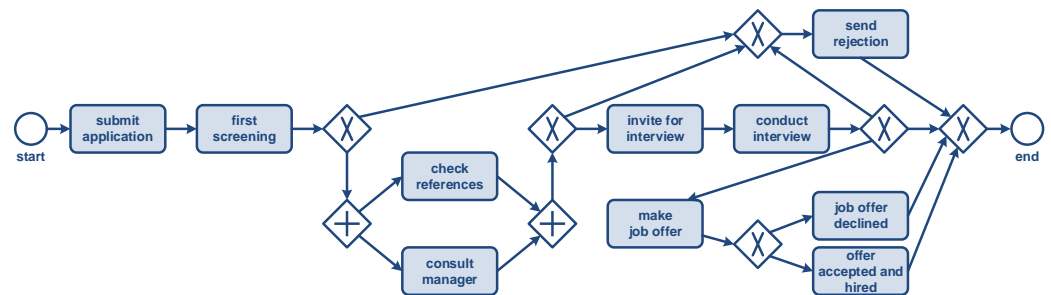 send
rejection
submit
application
first
screening
invite for
interview
conduct
interview
start
end
check
references
make
job offer
job offer
declined
consult
manager
offer
accepted and
hired